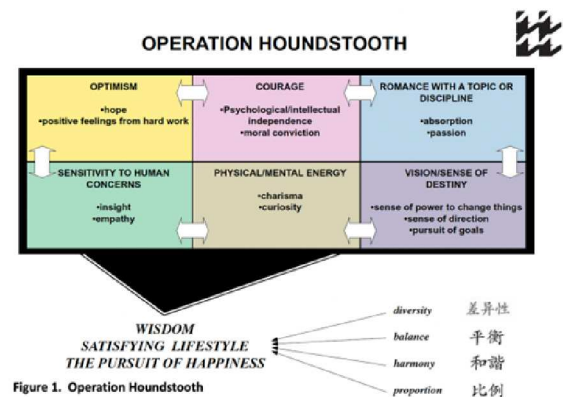 OPERATION HOUNDSTOOTH
OPTIMISM
•hope
•positive feelings from hard work
COURAGE
•Psychological/intellectual
independence
•moral conviction
ROMANCE WITH A TOPIC OR
DISCIPLINE
•absorption
•passion
SENSITIVITY TO HUMAN
CONCERNS
•insight
•empathy
PHYSICAL/MENTAL ENERGY
•charisma
•curiosity
VISION/SENSE OF
DESTINY
•sense of power to change things
•sense of direction
•pursuit of goals
WISDOM
SATISFYING LIFESTYLE
THE PURSUIT OF HAPPINESS
diversity 差异性
balance 平衡
harmony 和諧
proportion 比例
Figure 1. Operation Houndstooth